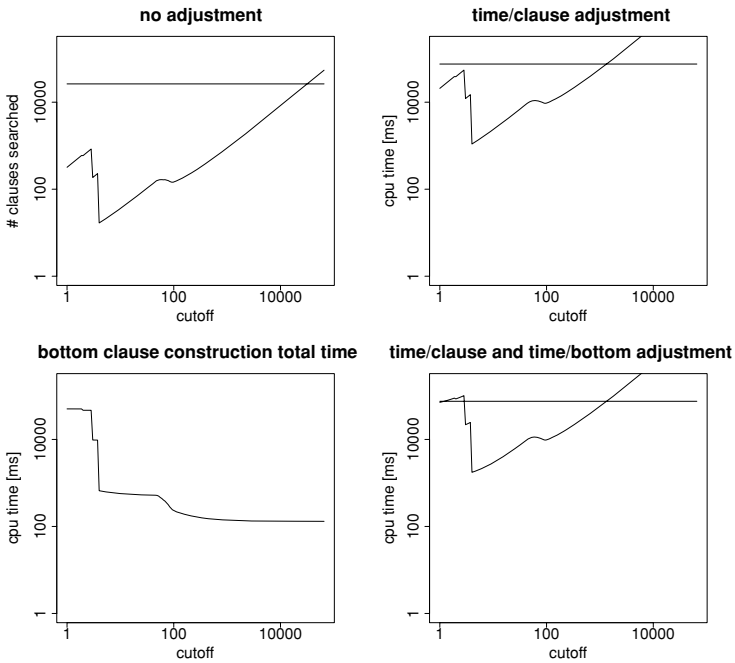 no adjustment
# clauses searched
10000
100
1
1
100
10000
cutoff
time/clause adjustment
cpu time [ms]
10000
100
1
1
100
10000
cutoff
bottom clause construction total time
cpu time [ms]
10000
100
1
1
100
10000
cutoff
time/clause and time/bottom adjustment
cpu time [ms]
10000
100
1
1
100
10000
cutoff